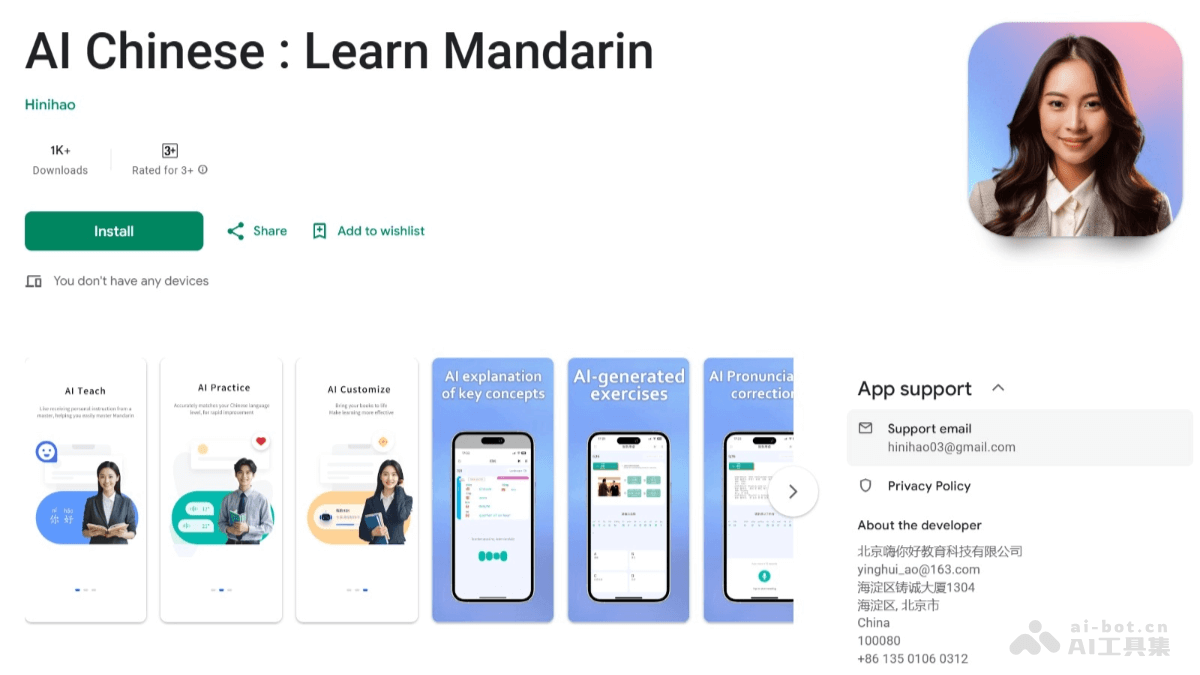 AI Chinese : Learn Mandarin
Hinihao
1K+
Downloads
3+
Rated for 3+
Install
Share
Add to wishlist
You don't have any devices
AI Teach
Like receiving personal instruction from a
master, helping you easily master Mandarin
nǐ hǎo
你 好
AI Practice
Accurately matches your Chinese language
level, for rapid improvement
AI Customize
Bring your books to life
Make learning more effective
AI explanation
of key concepts
AI-generated
exercises
AI Pronuncia
correction
App support
Support email
hinihao03@gmail.com
Privacy Policy
About the developer
北京嗨你好教育科技有限公司
yinghui_ao@163.com
海淀区铸诚大厦1304
海淀区, 北京市
China
100080
+86 135 0106 0312
ai-bot.cn
AI工具集